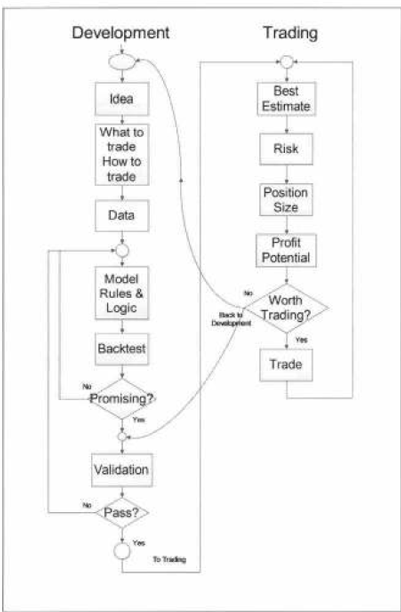 Development
Idea
What to
trade
How to
trade
Data
Model
Rules &
Logic
Backtest
No
Promising?
Yes
Validation
No
Pass?
Yes
To Trading
Trading
Best
Estimate
Risk
Position
Size
Profit
Potential
No
Worth
Trading?
Back to
Development
Yes
Trade